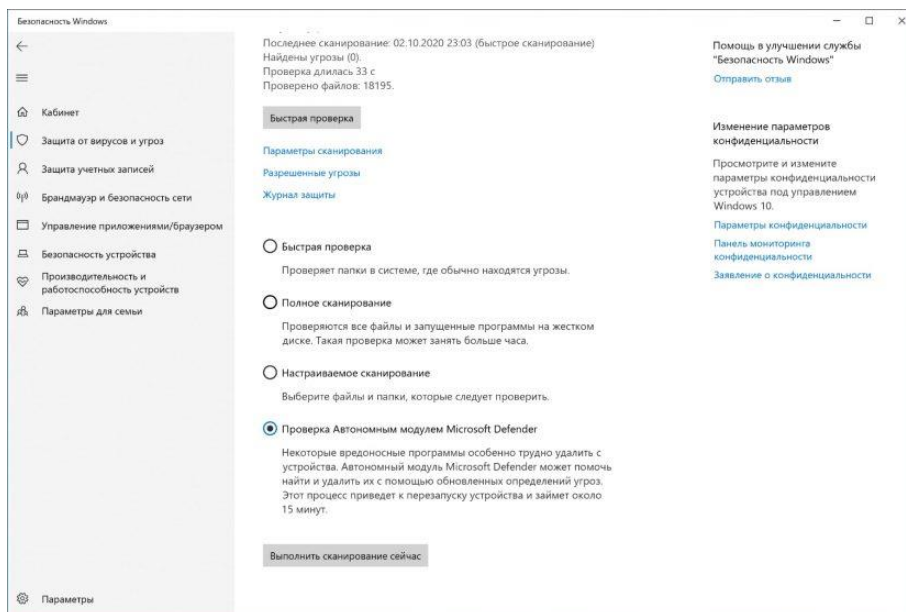 Безопасность Windows
Кабинет
Защита от вирусов и угроз
Защита учетных записей
Брандмауэр и безопасность сети
Управление приложениями/браузером
Безопасность устройства
Производительность и
работоспособность устройств
Параметры для семьи
Параметры
Последнее сканирование: 02.10.2020 23:03 (быстрое сканирование)
Найдены угрозы (0).
Проверка длилась 33 с
Проверено файлов: 18195.
Быстрая проверка
Параметры сканирования
Разрешенные угрозы
Журнал защиты
Быстрая проверка
Проверяет папки в системе, где обычно находятся угрозы.
Полное сканирование
Проверяются все файлы и запущенные программы на жестком
диске. Такая проверка может занять больше часа.
Настраиваемое сканирование
Выберите файлы и папки, которые следует проверить.
Проверка Автономным модулем Microsoft Defender
Некоторые вредоносные программы особенно трудно удалить с
устройства. Автономный модуль Microsoft Defender может помочь
найти и удалить их с помощью обновленных определений угроз.
Этот процесс приведет к перезапуску устройства и займет около
15 минут.
Выполнить сканирование сейчас
Помощь в улучшении службы
"Безопасность Windows"
Отправить отзыв
Изменение параметров
конфиденциальности
Просмотрите и измените
параметры конфиденциальности
устройства под управлением
Windows 10.
Параметры конфиденциальности
Панель мониторинга
конфиденциальности
Заявление о конфиденциальности